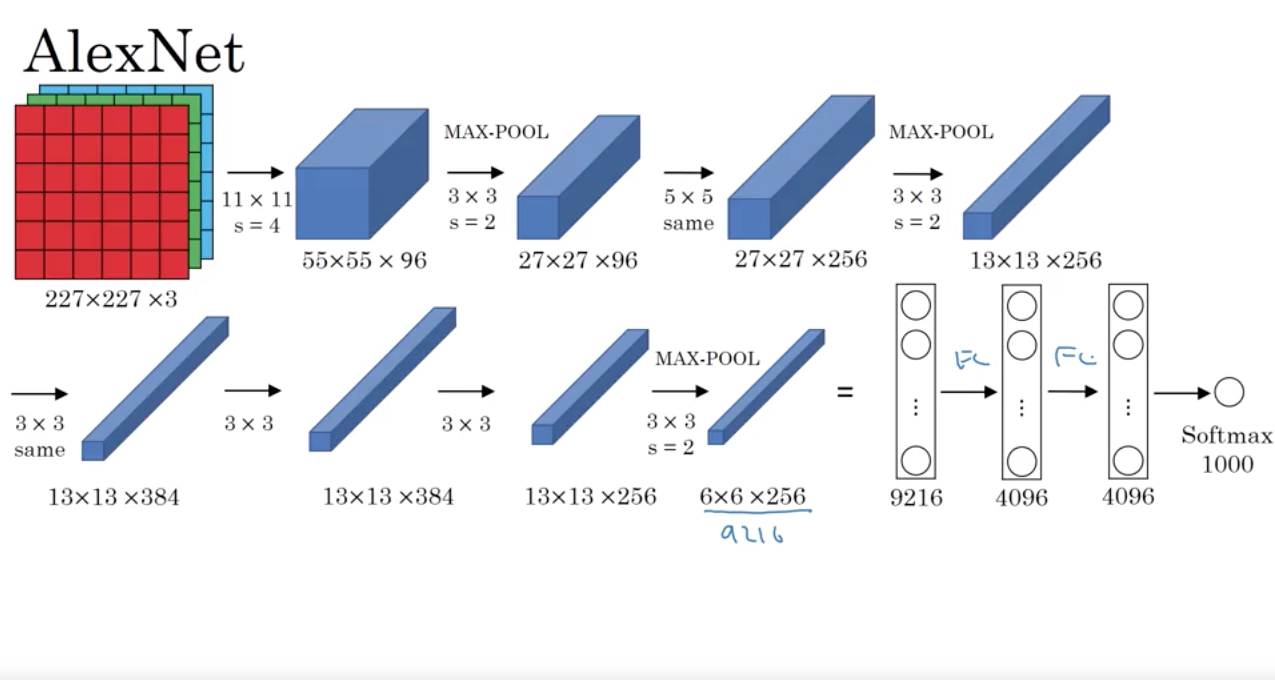 AlexNet
227×227 ×3
11 × 11
s = 4
55×55 × 96
MAX-POOL
3 × 3
s = 2
27×27 ×96
5 × 5
same
27×27 ×256
MAX-POOL
3 × 3
s = 2
13×13 ×256
3 × 3
same
13×13 ×384
3 × 3
13×13 ×384
3 × 3
13×13 ×256
MAX-POOL
3 × 3
s = 2
6×6 ×256
9216
=
9216
FC
4096
FC
4096
Softmax
1000